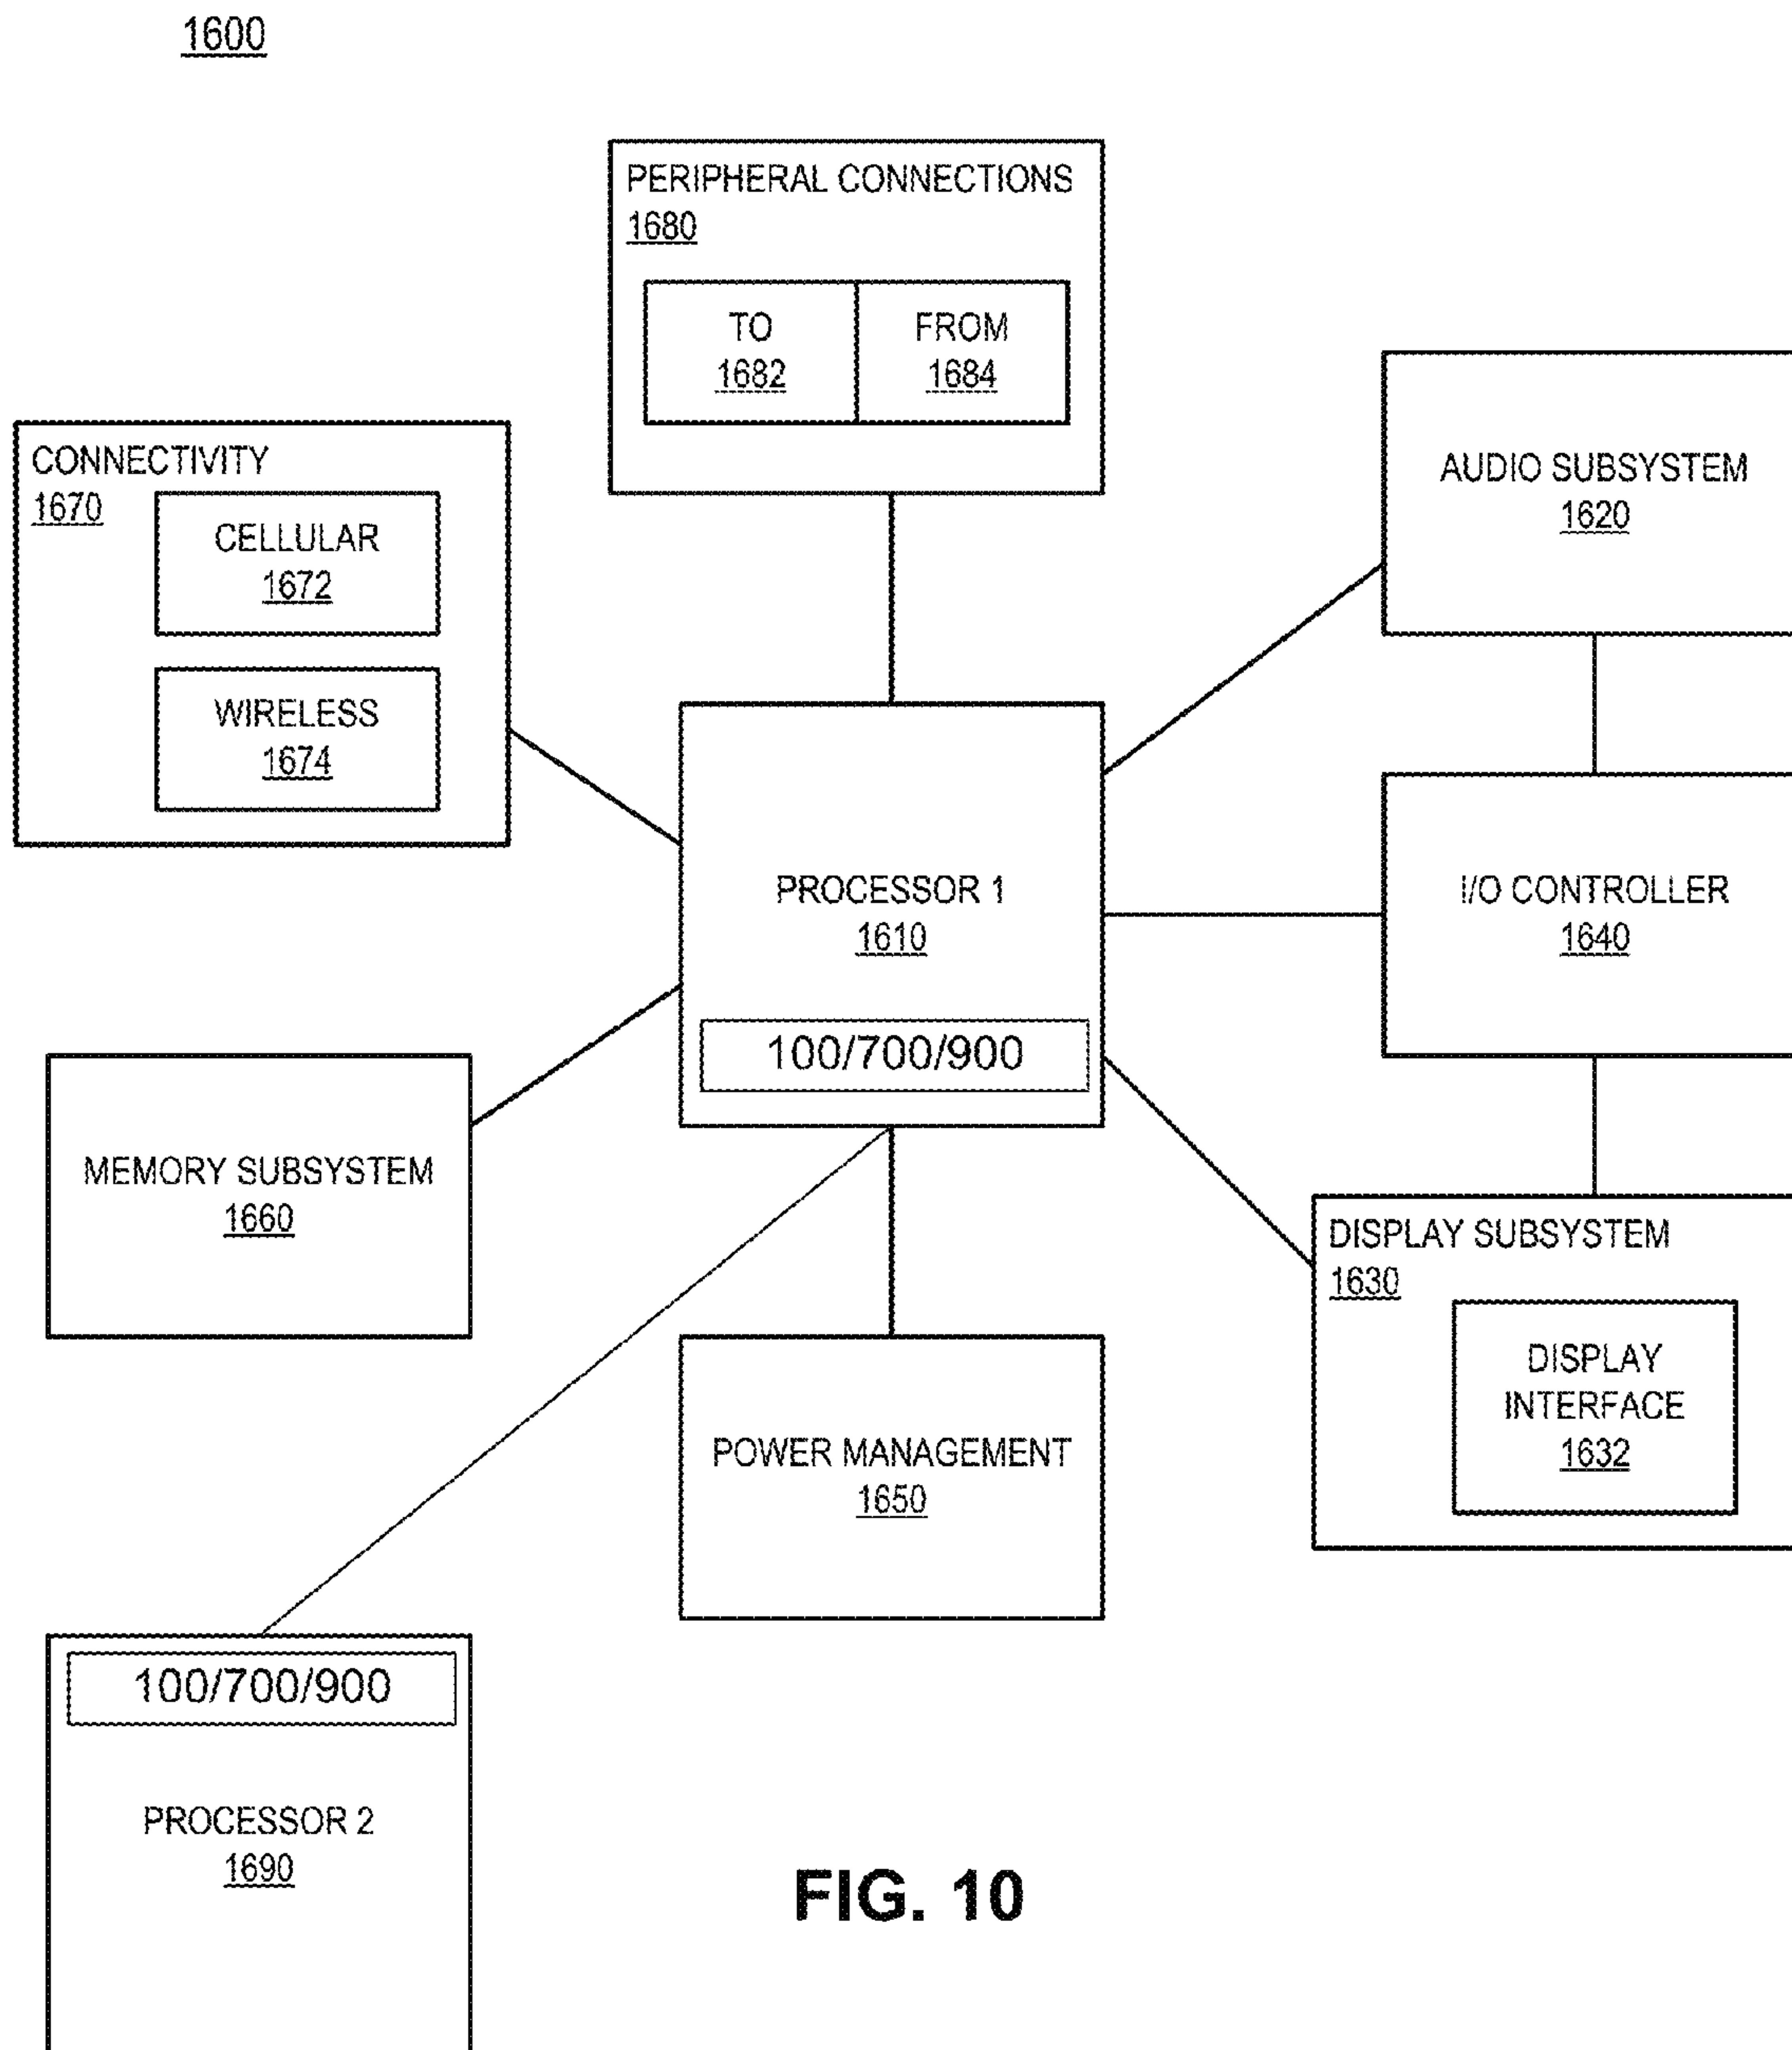 1600
PERIPHERAL CONNECTIONS
1680
TO
1682
FROM
1684
CONNECTIVITY
1670
CELLULAR
1672
WIRELESS
1674
AUDIO SUBSYSTEM
1620
PROCESSOR 1
1610
100/700/900
I/O CONTROLLER
1640
MEMORY SUBSYSTEM
1660
DISPLAY SUBSYSTEM
1630
DISPLAY
INTERFACE
1632
POWER MANAGEMENT
1650
100/700/900
PROCESSOR 2
1690
FIG. 10